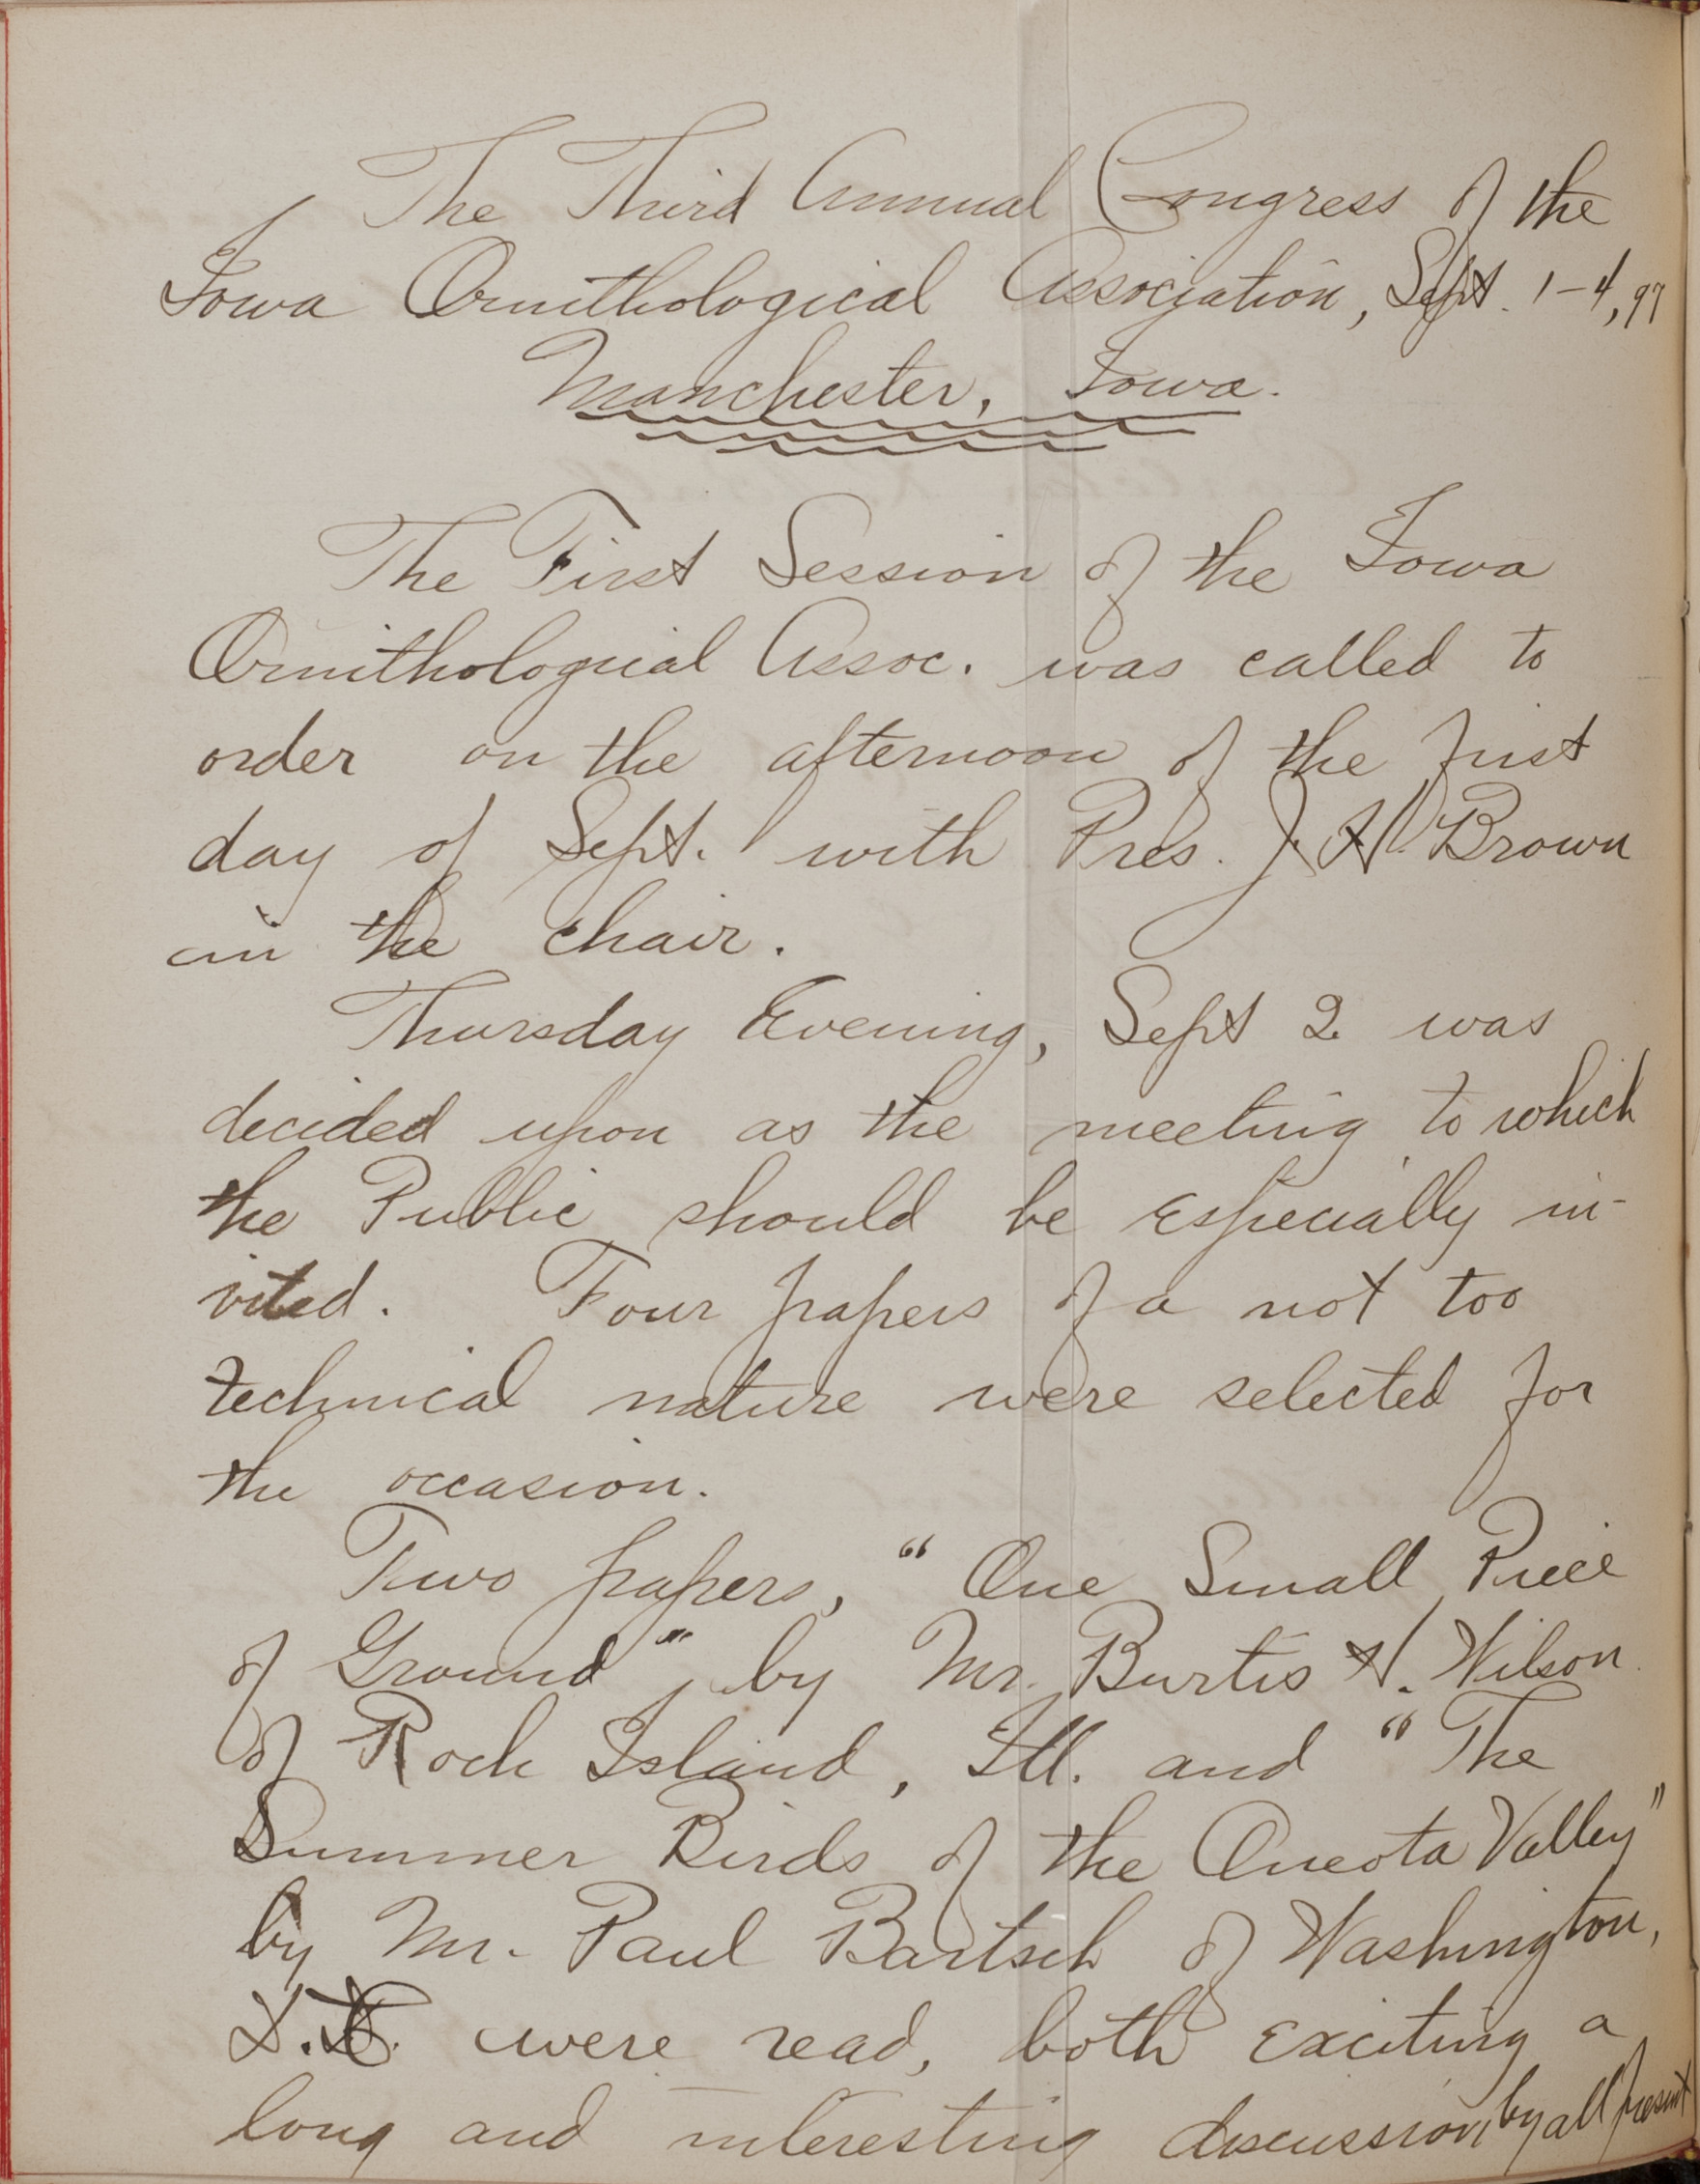 The Third Annual Congress of the
Iowa Ornithological Association, Sept. 1-4, 97
Manchester, Iowa.
The First Session of the Iowa
Ornithological Assoc. was called to
order on the afternoon of the first
day of Sept. with Pres. J. H. Brown
in the chair.
Thursday Evening, Sept 2 was
decided upon as the meeting to which
the Public should be especially in-
vited. Four papers of a not too
technical nature were selected for
the occasion.
Two papers, "One Small Piece
of Ground", by Mr. Burtis H. Wilson
of Rock Island, Ill. and "The
Summer Birds of the Oneota Valley"
by Mr. Paul Bartsch of Washington,
D.C. were read, both exciting a
long and interesting discussion by all present